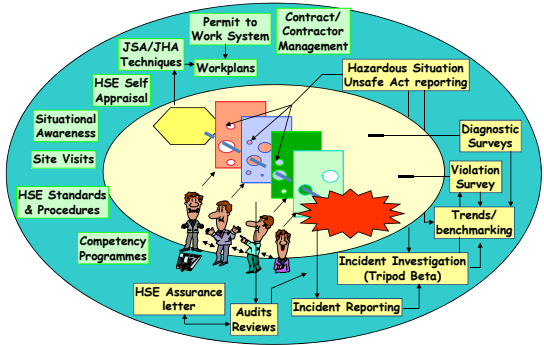 Permit to
Work System
Contract/
Contractor
Management
JSA/JHA
Techniques
Workplans
Hazardous Situation
Unsafe Act reporting
HSE Self
Appraisal
Situational
Awareness
Diagnostic
Surveys
Site Visits
Violation
Survey
HSE Standards
& Procedures
Trends/
benchmarking
Competency
Programmes
Incident Investigation
(Tripod Beta)
HSE Assurance
letter
Audits
Reviews
Incident Reporting